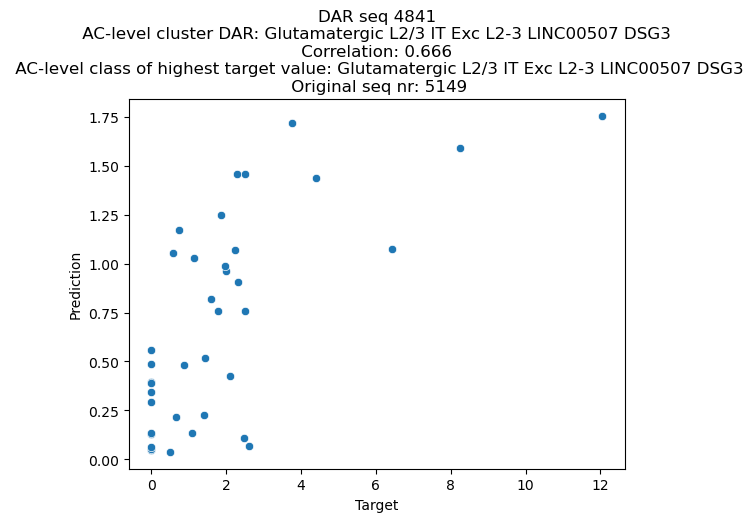 DAR seq 4841
AC-level cluster DAR: Glutamatergic L2/3 IT Exc L2-3 LINC00507 DSG3
Correlation: 0.666
AC-level class of highest target value: Glutamatergic L2/3 IT Exc L2-3 LINC00507 DSG3
Original seq nr: 5149
1.75
1.50
1.25
1.00
0.75
0.50
0.25
0.00
Prediction
0 2 4 6 8 10 12
Target